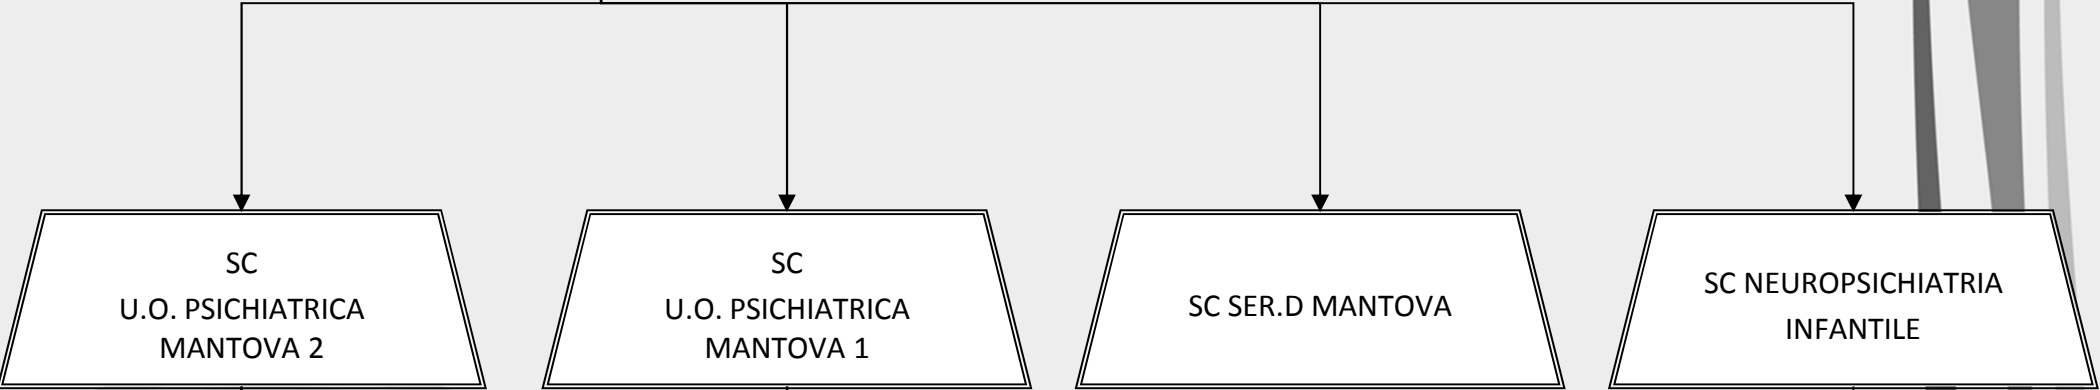 SC
U.O. PSICHIATRICA
MANTOVA 2
SC
U.O. PSICHIATRICA
MANTOVA 1
SC SER.D MANTOVA
SC NEUROPSICHIATRIA
INFANTILE